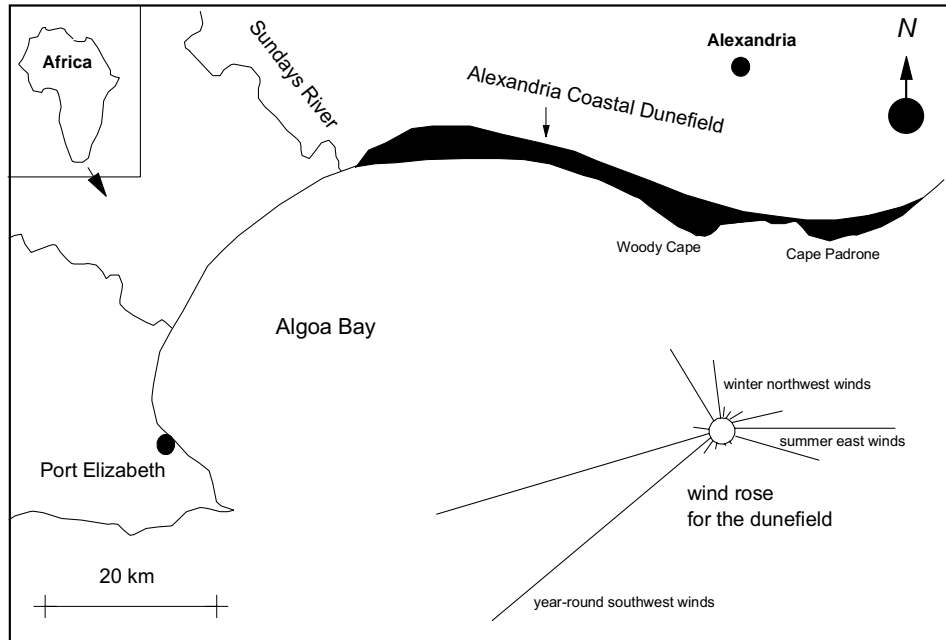 Africa
Sundays River
Alexandria
N
Alexandria Coastal Dunefield
Woody Cape
Cape Padrone
Algoa Bay
winter northwest winds
summer east winds
Port Elizabeth
wind rose
for the dunefield
20 km
year-round southwest winds